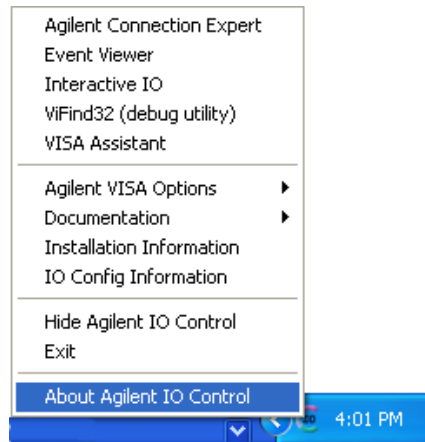 Agilent Connection Expert
Event Viewer
Interactive IO
ViFind32 (debug utility)
VISA Assistant
Agilent VISA Options
Documentation
Installation Information
IO Config Information
Hide Agilent IO Control
Exit
About Agilent IO Control
IO
4:01 PM